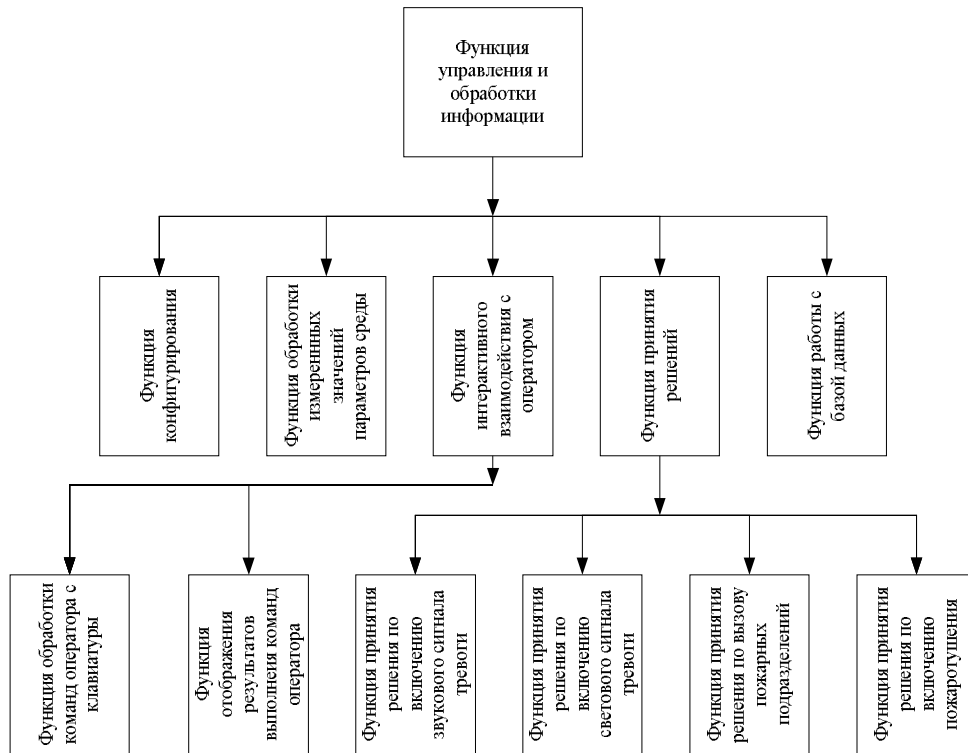 Функция
управления и
обработки
информации
Функция
конфигурирования
Функция обработки
измереннных
значений
параметров среды
Функция
интерактивного
взаимодействия с
оператором
Функция принятия
решений
Функция работы с
базой данных
Функция обработки
команд оператора с
клавиатуры
Функция
отображения
результатов
выполнеия команд
оператора
Функция принятия
решения по
включению
звукового сигнала
тревоги
Функция принятия
решения по
включению
светового сигнала
тревоги
Функция принятия
решения по вызову
пожарных
подразделений
Функция принятия
решения по
включению
пожаротушения